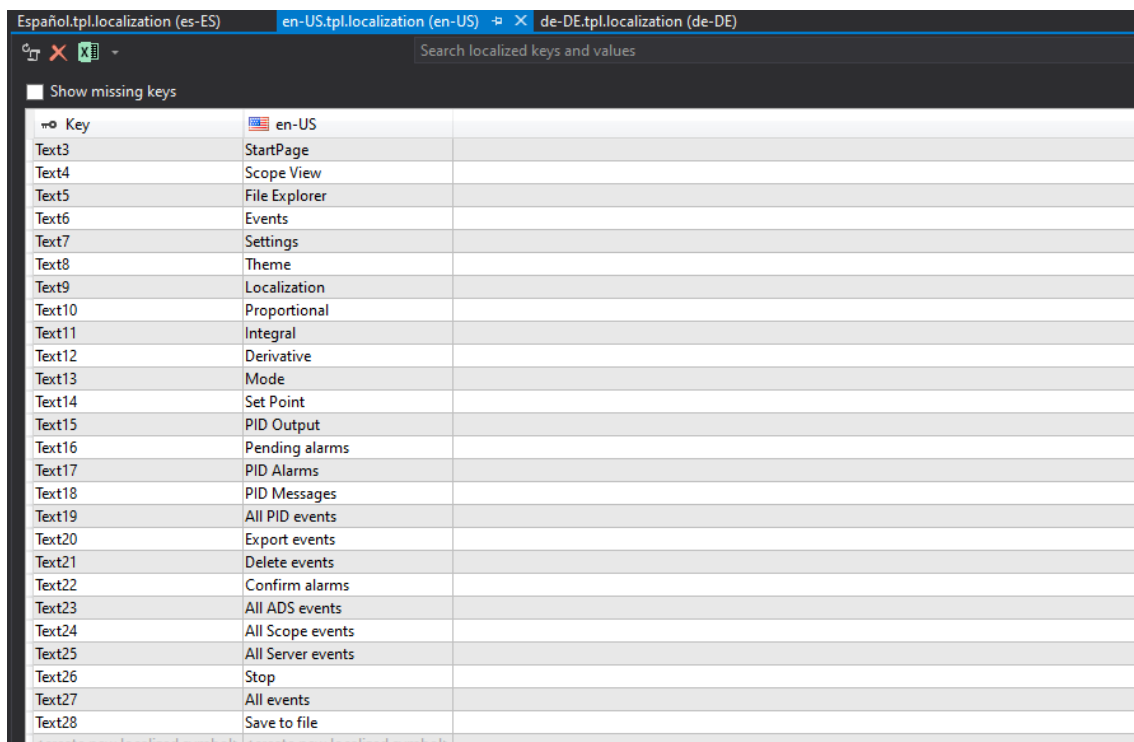 Español.tpl.localization (es-ES) en-US.tpl.localization (en-US) de-DE.tpl.localization (de-DE)
Search localized keys and values
Show missing keys
Key en-US
Text3 StartPage
Text4 Scope View
Text5 File Explorer
Text6 Events
Text7 Settings
Text8 Theme
Text9 Localization
Text10 Proportional
Text11 Integral
Text12 Derivative
Text13 Mode
Text14 Set Point
Text15 PID Output
Text16 Pending alarms
Text17 PID Alarms
Text18 PID Messages
Text19 All PID events
Text20 Export events
Text21 Delete events
Text22 Confirm alarms
Text23 All ADS events
Text24 All Scope events
Text25 All Server events
Text26 Stop
Text27 All events
Text28 Save to file